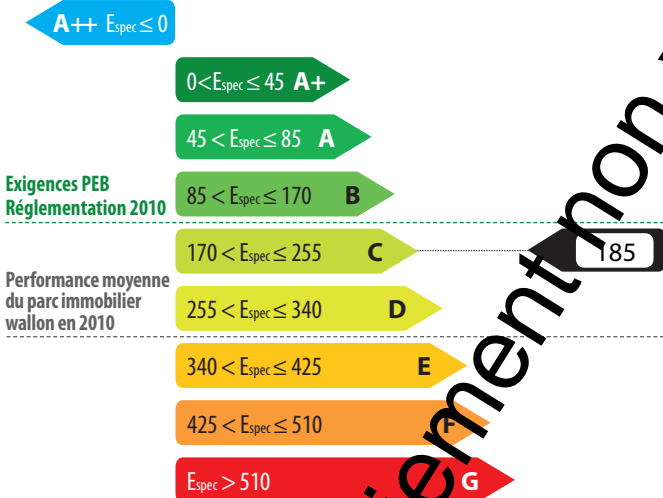 A++ Espec ≤ 0
0<Espec ≤ 45 A+
45 < Espec ≤ 85 A
Exigences PEB
Réglementation 2010
85 < Espec ≤ 170 B
170 < Espec ≤ 255 C
185
Performance moyenne
du parc immobilier
wallon en 2010
255 < Espec ≤ 340 D
340 < Espec ≤ 425 E
425 < Espec ≤ 510 F
Espec > 510 G
ement non